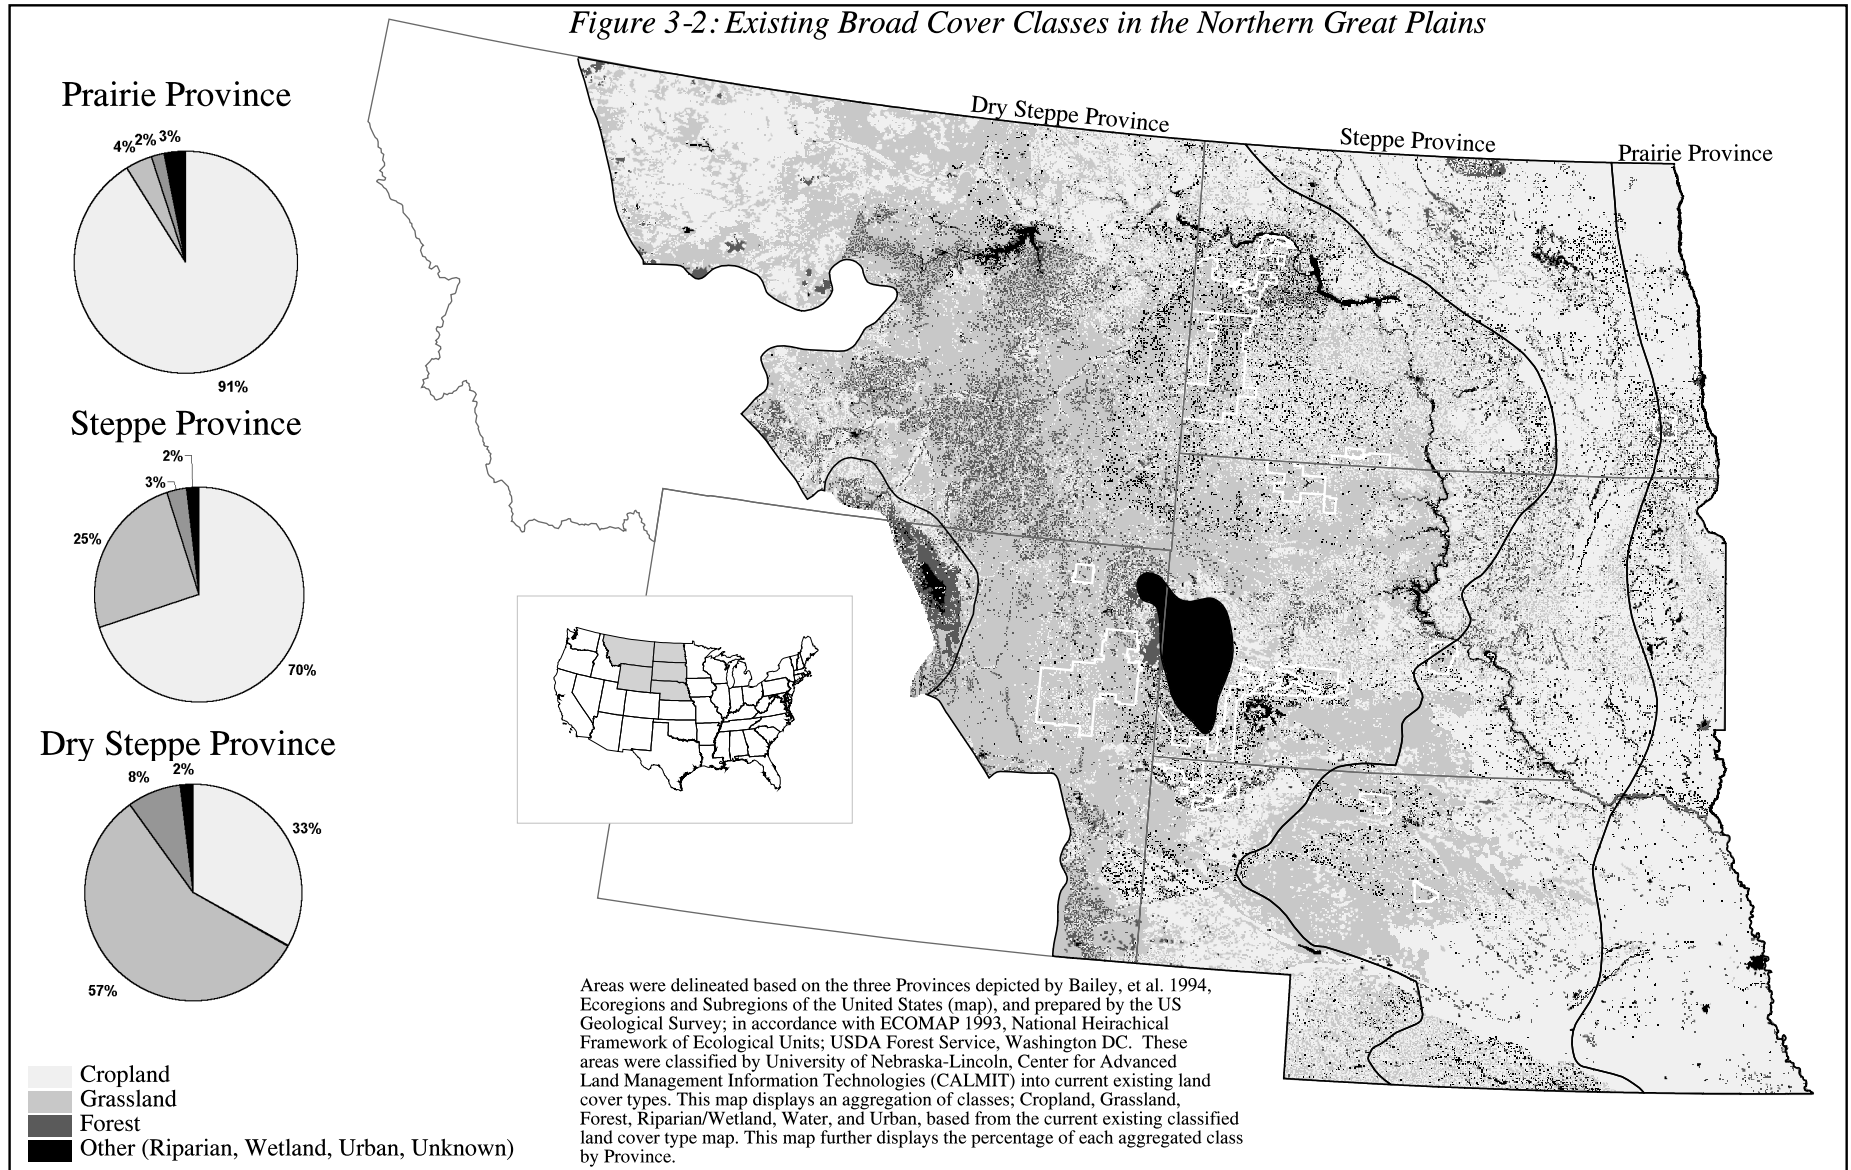 Figure 3-2: Existing Broad Cover Classes in the Northern Great Plains
Dry Steppe Province
Steppe Province
Prairie Province
Prairie Province
4%
2%
3%
91%
Steppe Province
2%
3%
25%
70%
Dry Steppe Province
8%
2%
33%
57%
Cropland
Grassland
Forest
Other (Riparian, Wetland, Urban, Unknown)
Areas were delineated based on the three Provinces depicted by Bailey, et al. 1994,
Ecoregions and Subregions of the United States (map), and prepared by the US
Geological Survey; in accordance with ECOMAP 1993, National Heirachical
Framework of Ecological Units; USDA Forest Service, Washington DC. These
areas were classified by University of Nebraska-Lincoln, Center for Advanced
Land Management Information Technologies (CALMIT) into current existing land
cover types. This map displays an aggregation of classes; Cropland, Grassland,
Forest, Riparian/Wetland, Water, and Urban, based from the current existing classified
land cover type map. This map further displays the percentage of each aggregated class
by Province.